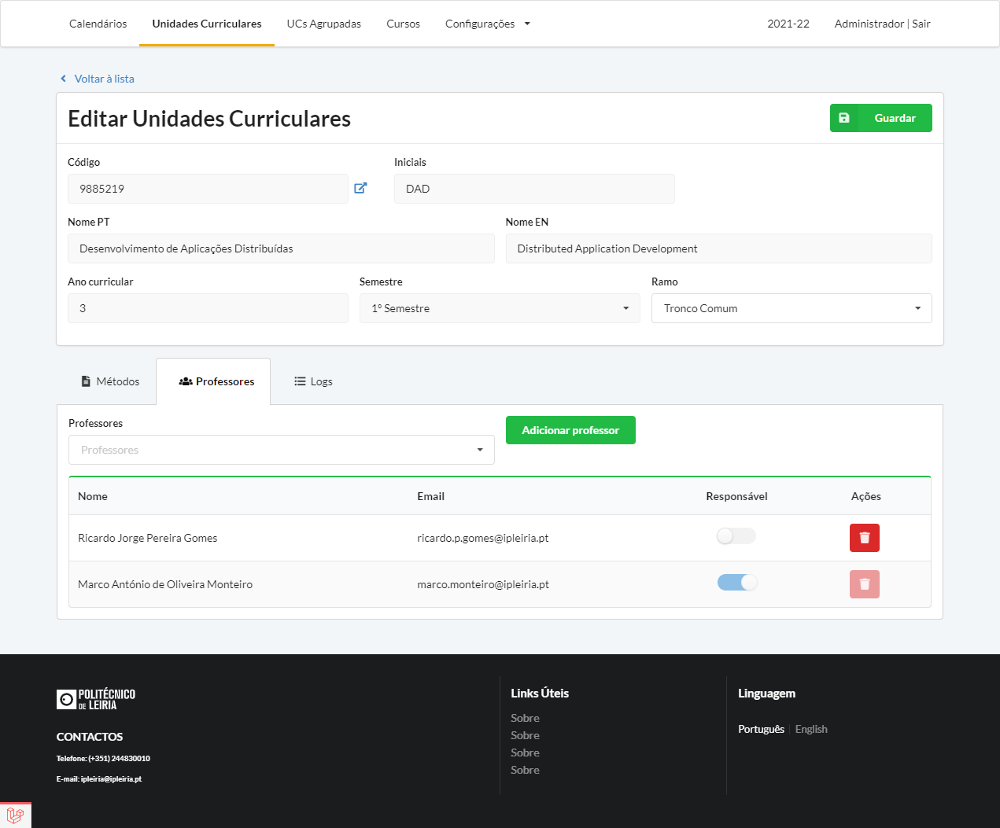 Calendários Unidades Curriculares UCs Agrupadas Cursos Configurações 2021-22 Administrador | Sair
Voltar à lista
Editar Unidades Curriculares Guardar
Código Iniciais
9885219 DAD
Nome PT Nome EN
Desenvolvimento de Aplicações Distribuídas Distributed Application Development
Ano curricular Semestre Ramo
3 1º Semestre Tronco Comum
Métodos Professores Logs
Professores
Adicionar professor
Professores
Nome Email Responsável Ações
Ricardo Jorge Pereira Gomes ricardo.p.gomes@ipleiria.pt
Marco António de Oliveira Monteiro marco.monteiro@ipleiria.pt
POLITÉCNICO
DE LEIRIA
CONTACTOS
Telefone: (+351) 244830010
E-mail: ipleiria@ipleiria.pt
Links Úteis
Sobre
Sobre
Sobre
Sobre
Linguagem
Português English